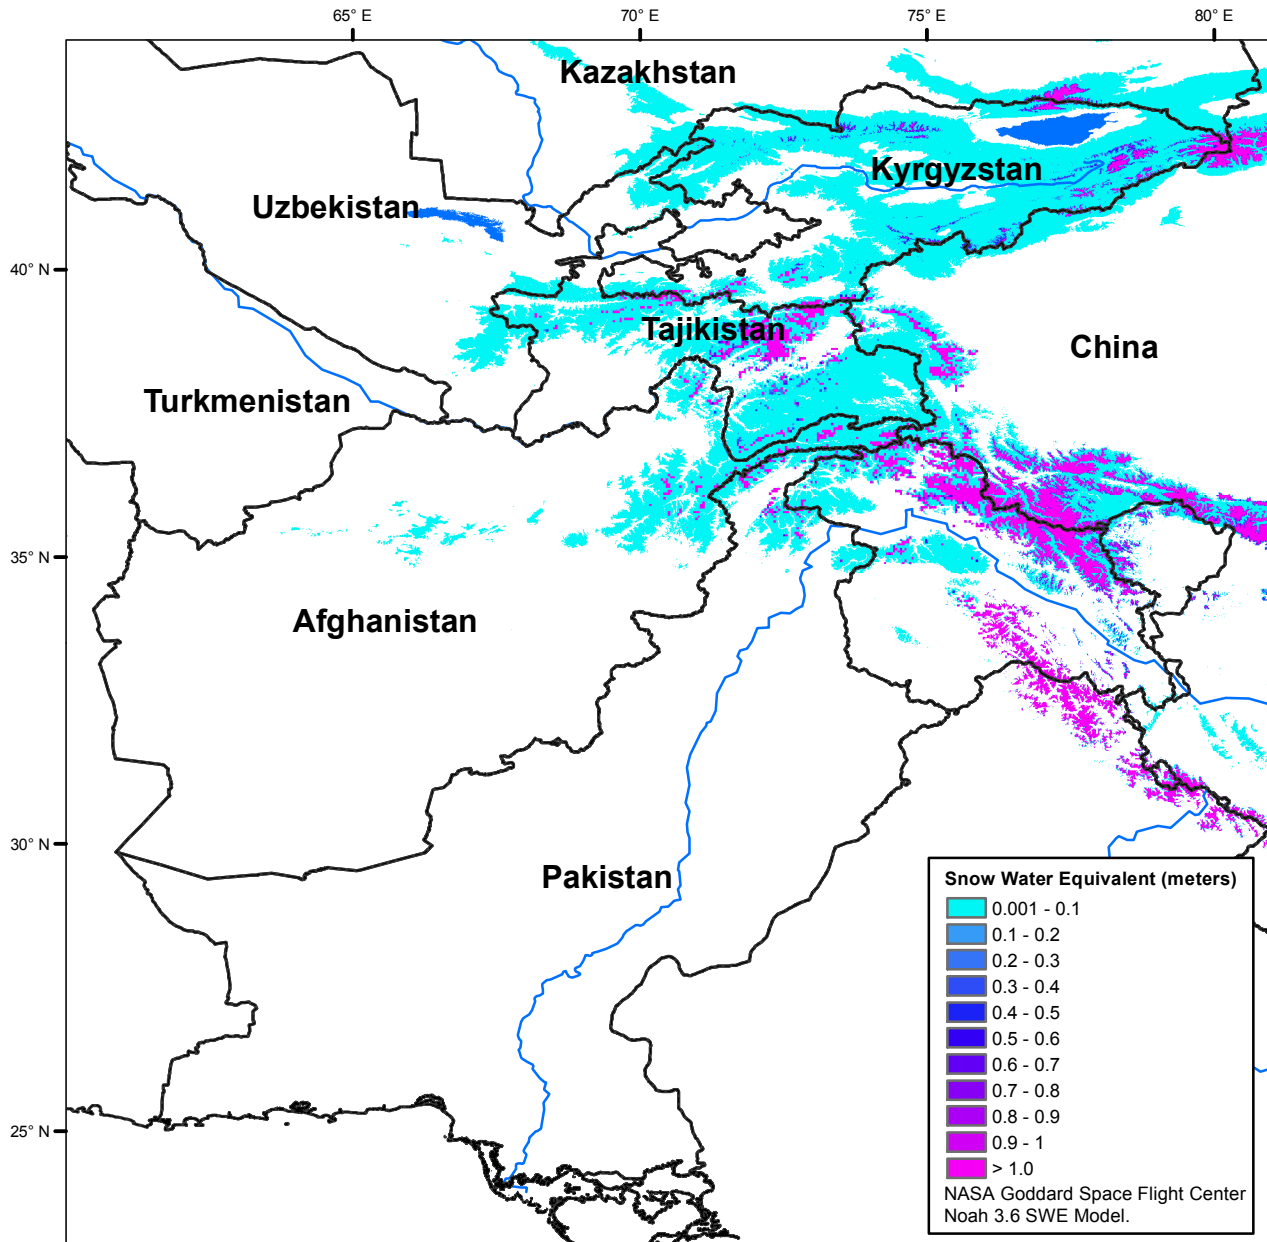 65° E
70° E
75° E
80° E
Kazakhstan
Kyrgyzstan
Uzbekistan
40° N
Tajikistan
China
Turkmenistan
35° N
Afghanistan
30° N
Pakistan
25° N
Snow Water Equivalent (meters)
0.001 - 0.1
0.1 - 0.2
0.2 - 0.3
0.3 - 0.4
0.4 - 0.5
0.5 - 0.6
0.6 - 0.7
0.7 - 0.8
0.8 - 0.9
0.9 - 1
> 1.0
NASA Goddard Space Flight Center
Noah 3.6 SWE Model.